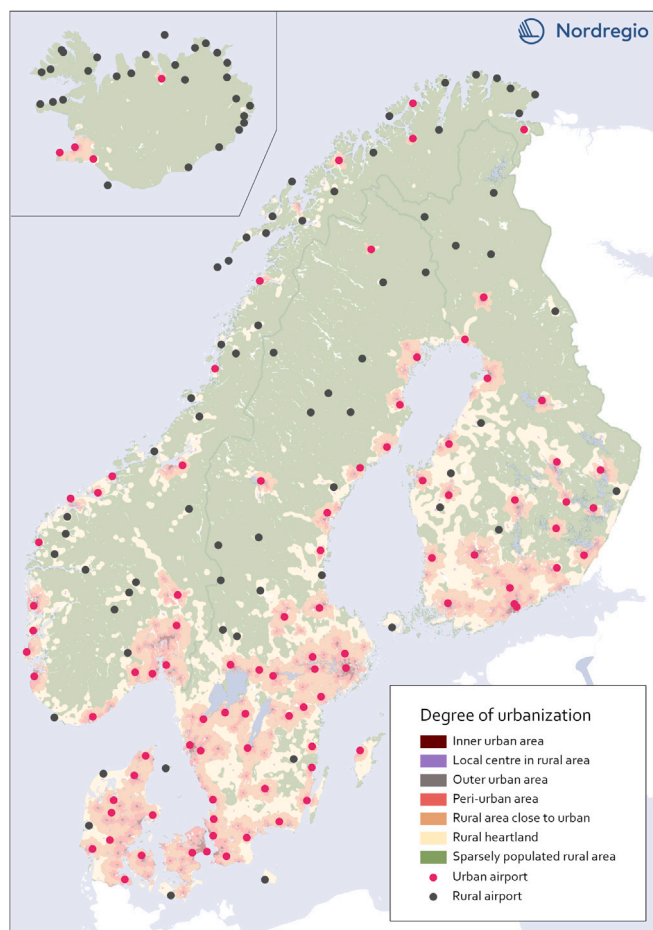 Nordregio
Degree of urbanization
Inner urban area
Local centre in rural area
Outer urban area
Peri-urban area
Rural area close to urban
Rural heartland
Sparsely populated rural area
Urban airport
Rural airport